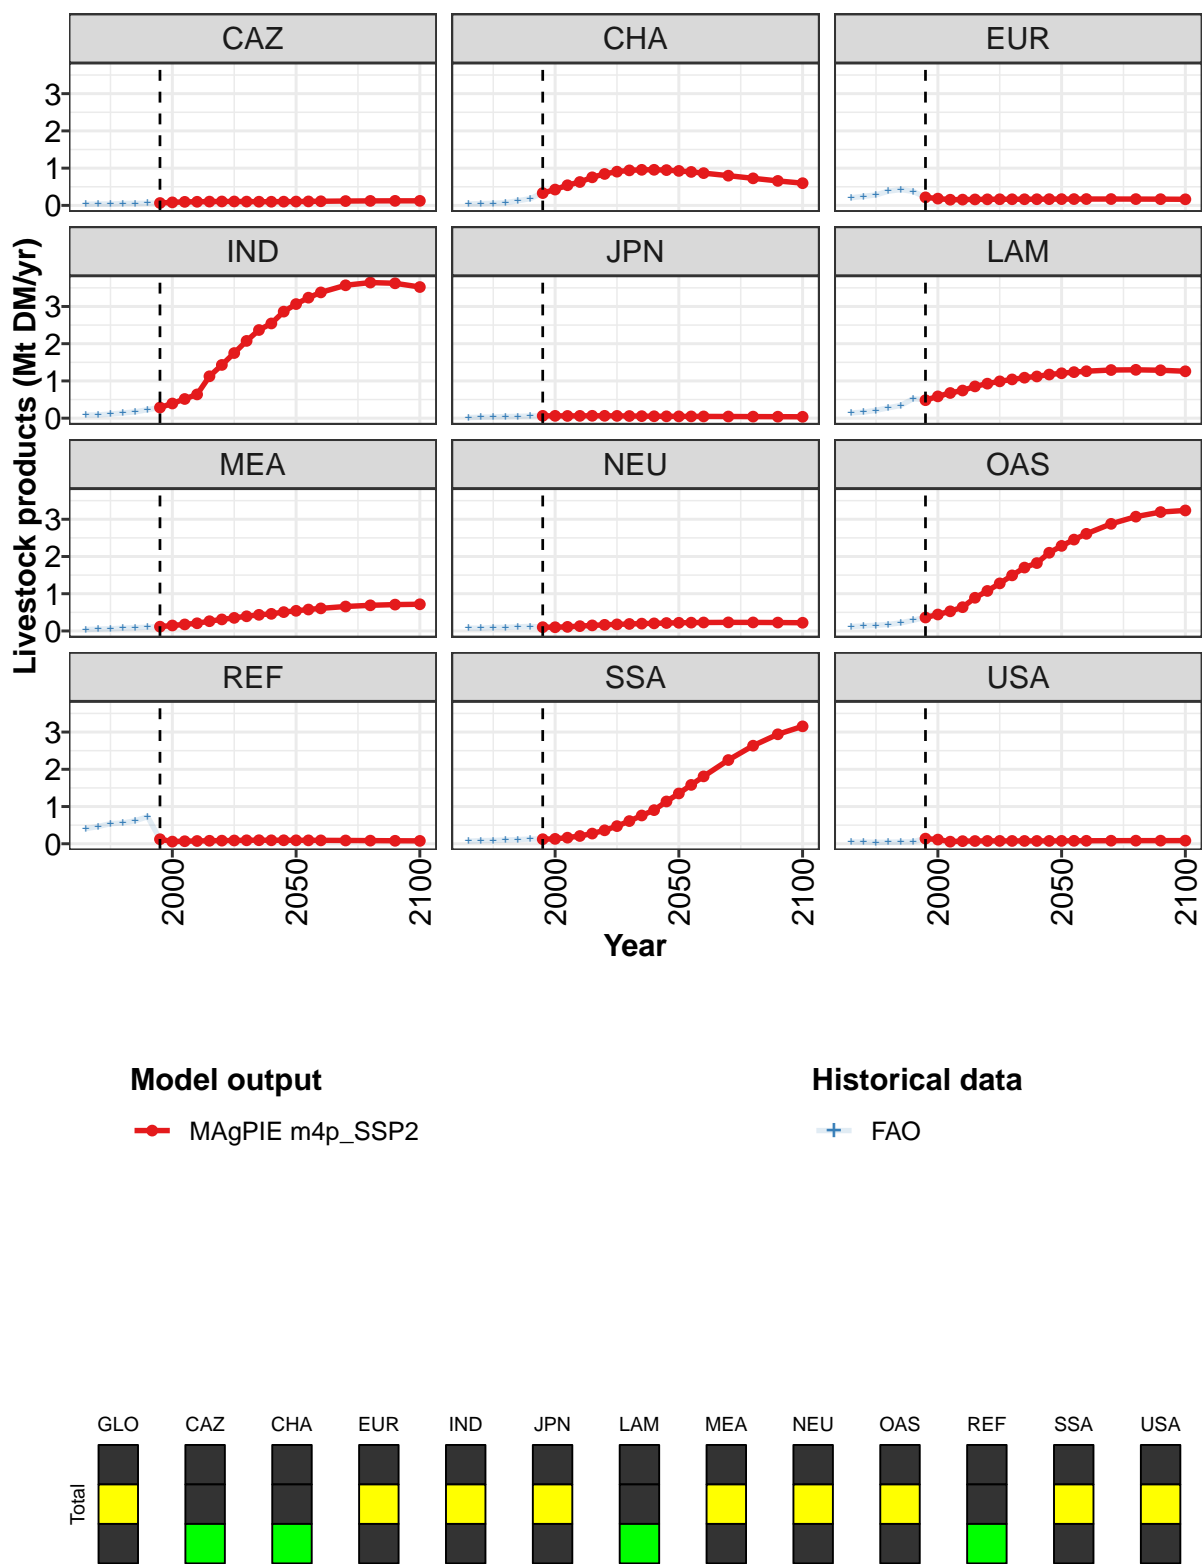 CAZ CHA EUR
3
2
1
0
IND JPN LAM
3
2
1
0
MEA NEU OAS
3
2
1
0
REF SSA USA
3
2
1
0
Livestock products (Mt DM/yr)
2000 2050 2100 2000 2050 2100 2000 2050 2100
Year
Model output Historical data
MAgPIE m4p_SSP2 FAO
GLO CAZ CHA EUR IND JPN LAM MEA NEU OAS REF SSA USA
Total